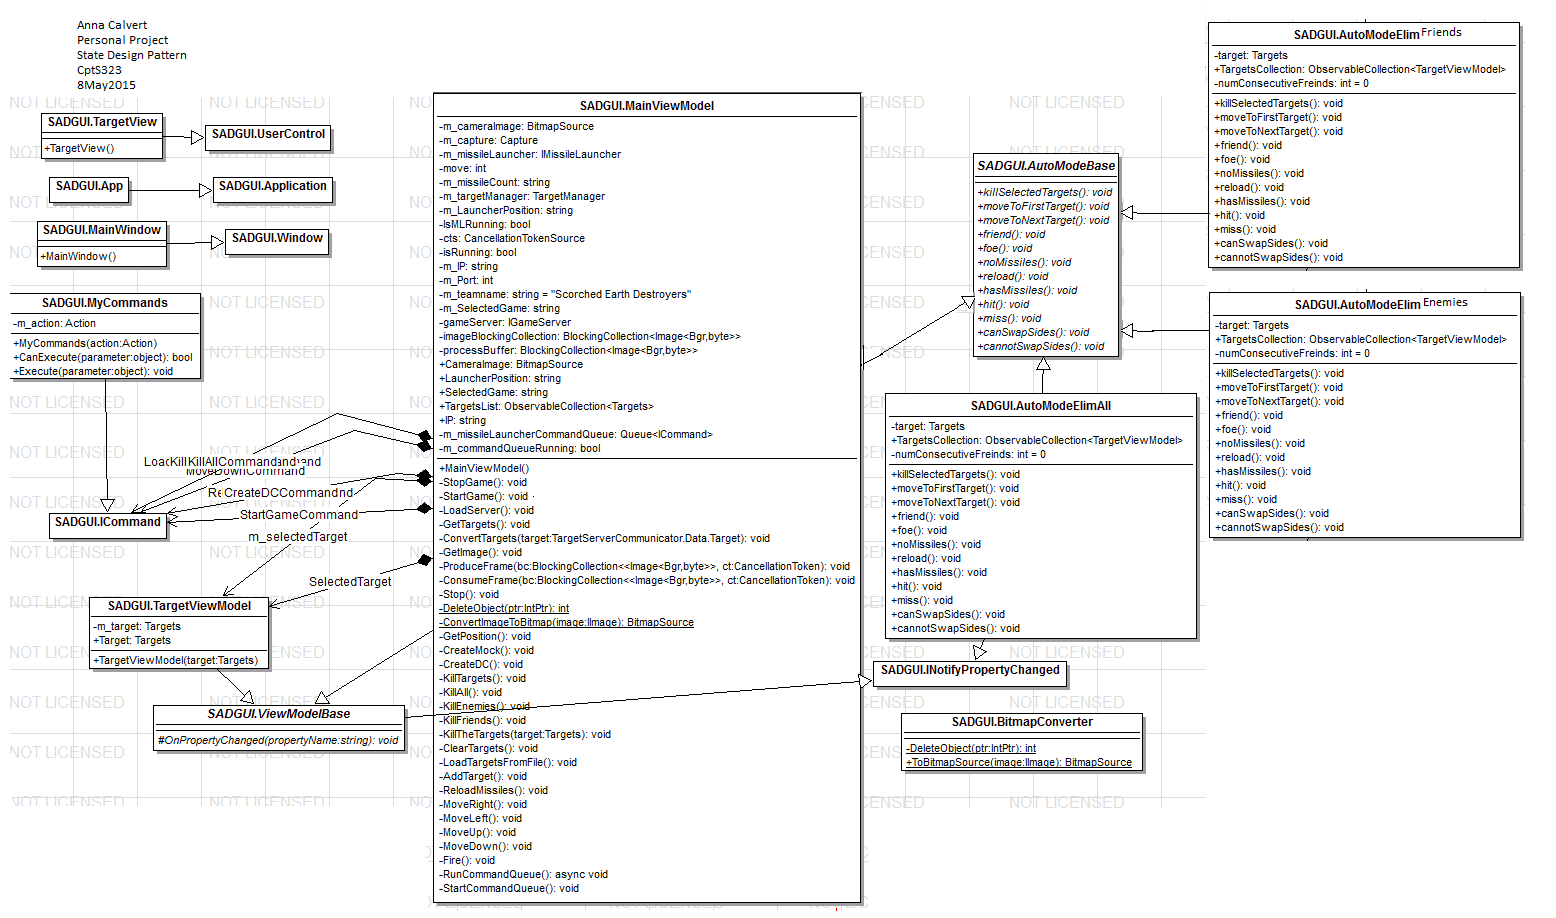 Anna Calvert
Personal Project
State Design Pattern
CptS323
8May2015
NOT LICENSED
SADGUI.TargetView
+TargetView()
SADGUI.UserControl
SADGUI.App
SADGUI.Application
SADGUI.MainWindow
+MainWindow()
SADGUI.Window
SADGUI.MyCommands
-m_action: Action
+MyCommands(action:Action)
+CanExecute(parameter:object): bool
+Execute(parameter:object): void
MoveDownCommand
CreateDCCommand
StartGameCommand
m_selectedTarget
SelectedTarget
SADGUI.ICommand
SADGUI.TargetViewModel
-m_target: Targets
+Target: Targets
+TargetViewModel(target:Targets)
SADGUI.ViewModelBase
#OnPropertyChanged(propertyName:string): void
SADGUI.MainViewModel
-m_cameraImage: BitmapSource
-m_capture: Capture
-m_missileLauncher: IMissileLauncher
-move: int
-m_missileCount: string
-m_targetManager: TargetManager
-m_LauncherPosition: string
-IsMLRunning: bool
-cts: CancellationTokenSource
-isRunning: bool
-m_IP: string
-m_Port: int
-m_teamname: string = "Scorched Earth Destroyers"
-m_SelectedGame: string
-gameServer: IGameServer
-imageBlockingCollection: BlockingCollection<Image<Bgr,byte>>
-processBuffer: BlockingCollection<Image<Bgr,byte>>
+CameraImage: BitmapSource
+LauncherPosition: string
+SelectedGame: string
+TargetsList: ObservableCollection<Targets>
+IP: string
-m_missileLauncherCommandQueue: Queue<ICommand>
-m_commandQueueRunning: bool
+MainViewModel()
-StopGame(): void
-StartGame(): void
-LoadServer(): void
-GetTargets(): void
-ConvertTargets(target:TargetServerCommunicator.Data.Target): void
-GetImage(): void
-ProduceFrame(bc:BlockingCollection<<Image<Bgr,byte>>, ct:CancellationToken): void
-ConsumeFrame(bc:BlockingCollection<<Image<Bgr,byte>>, ct:CancellationToken): void
-Stop(): void
-DeleteObject(ptr:IntPtr): int
-ConvertImageToBitmap(image:IImage): BitmapSource
-GetPosition(): void
-CreateMock(): void
-CreateDC(): void
-KillTargets(): void
-KillAll(): void
-KillEnemies(): void
-KillFriends(): void
-KillTheTargets(target:Targets): void
-ClearTargets(): void
-LoadTargetsFromFile(): void
-AddTarget(): void
-ReloadMissiles(): void
-MoveRight(): void
-MoveLeft(): void
-MoveUp(): void
-MoveDown(): void
-Fire(): void
-RunCommandQueue(): async void
-StartCommandQueue(): void
SADGUI.AutoModeBase
+killSelectedTargets(): void
+moveToFirstTarget(): void
+moveToNextTarget(): void
+friend(): void
+foe(): void
+noMissiles(): void
+reload(): void
+hasMissiles(): void
+hit(): void
+miss(): void
+canSwapSides(): void
+cannotSwapSides(): void
SADGUI.AutoModeElimAll
-target: Targets
+TargetsCollection: ObservableCollection<TargetViewModel>
-numConsecutiveFreinds: int = 0
+killSelectedTargets(): void
+moveToFirstTarget(): void
+moveToNextTarget(): void
+friend(): void
+foe(): void
+noMissiles(): void
+reload(): void
+hasMissiles(): void
+hit(): void
+miss(): void
+canSwapSides(): void
+cannotSwapSides(): void
SADGUI.INotifyPropertyChanged
SADGUI.BitmapConverter
-DeleteObject(ptr:IntPtr): int
+ToBitmapSource(image:IImage): BitmapSource
SADGUI.AutoModeElim Friends
-target: Targets
+TargetsCollection: ObservableCollection<TargetViewModel>
-numConsecutiveFreinds: int = 0
+killSelectedTargets(): void
+moveToFirstTarget(): void
+moveToNextTarget(): void
+friend(): void
+foe(): void
+noMissiles(): void
+reload(): void
+hasMissiles(): void
+hit(): void
+miss(): void
+canSwapSides(): void
+cannotSwapSides(): void
SADGUI.AutoModeElim Enemies
-target: Targets
+TargetsCollection: ObservableCollection<TargetViewModel>
-numConsecutiveFreinds: int = 0
+killSelectedTargets(): void
+moveToFirstTarget(): void
+moveToNextTarget(): void
+friend(): void
+foe(): void
+noMissiles(): void
+reload(): void
+hasMissiles(): void
+hit(): void
+miss(): void
+canSwapSides(): void
+cannotSwapSides(): void